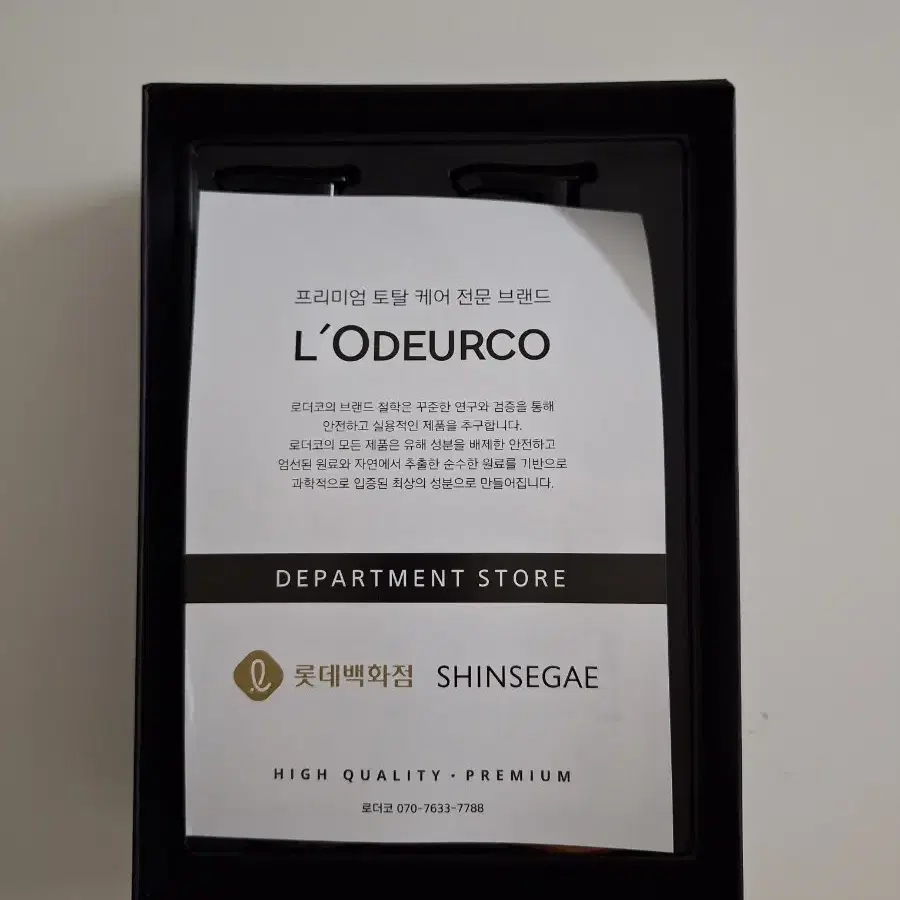 프리미엄 토탈 케어 전문 브랜드
L´ODEURCO
로더코의 브랜드 철학은 꾸준한 연구와 검증을 통해
안전하고 실용적인 제품을 추구합니다.
로더코의 모든 제품은 유해 성분을 배제한 안전하고
엄선된 원료와 자연에서 추출한 순수한 원료를 기반으로
과학적으로 입증된 최상의 성분으로 만들어집니다.
DEPARTMENT STORE
롯데백화점 SHINSEGAE
HIGH QUALITY · PREMIUM
로더코 070-7633-7788